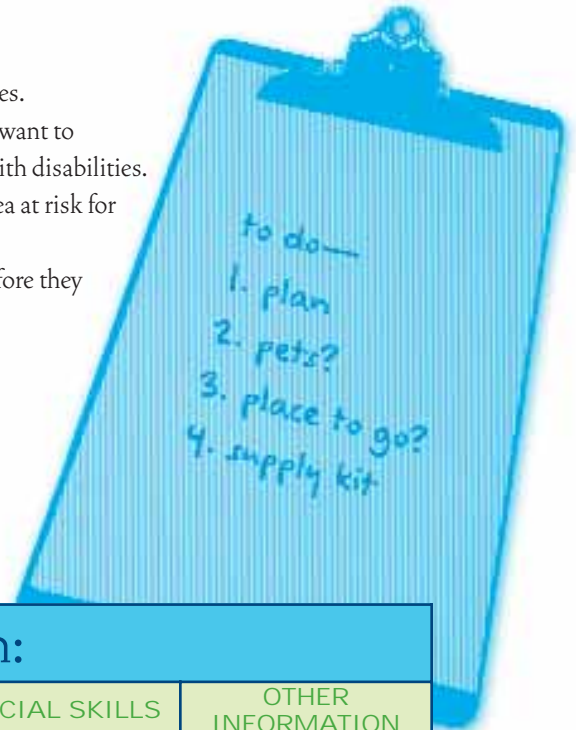 es.
want to
ith disabilities.
ea at risk for
fore they
to do—
1. plan
2. pets?
3. place to go?
4. supply kit
n:
CIAL SKILLS
OTHER
INFORMATION